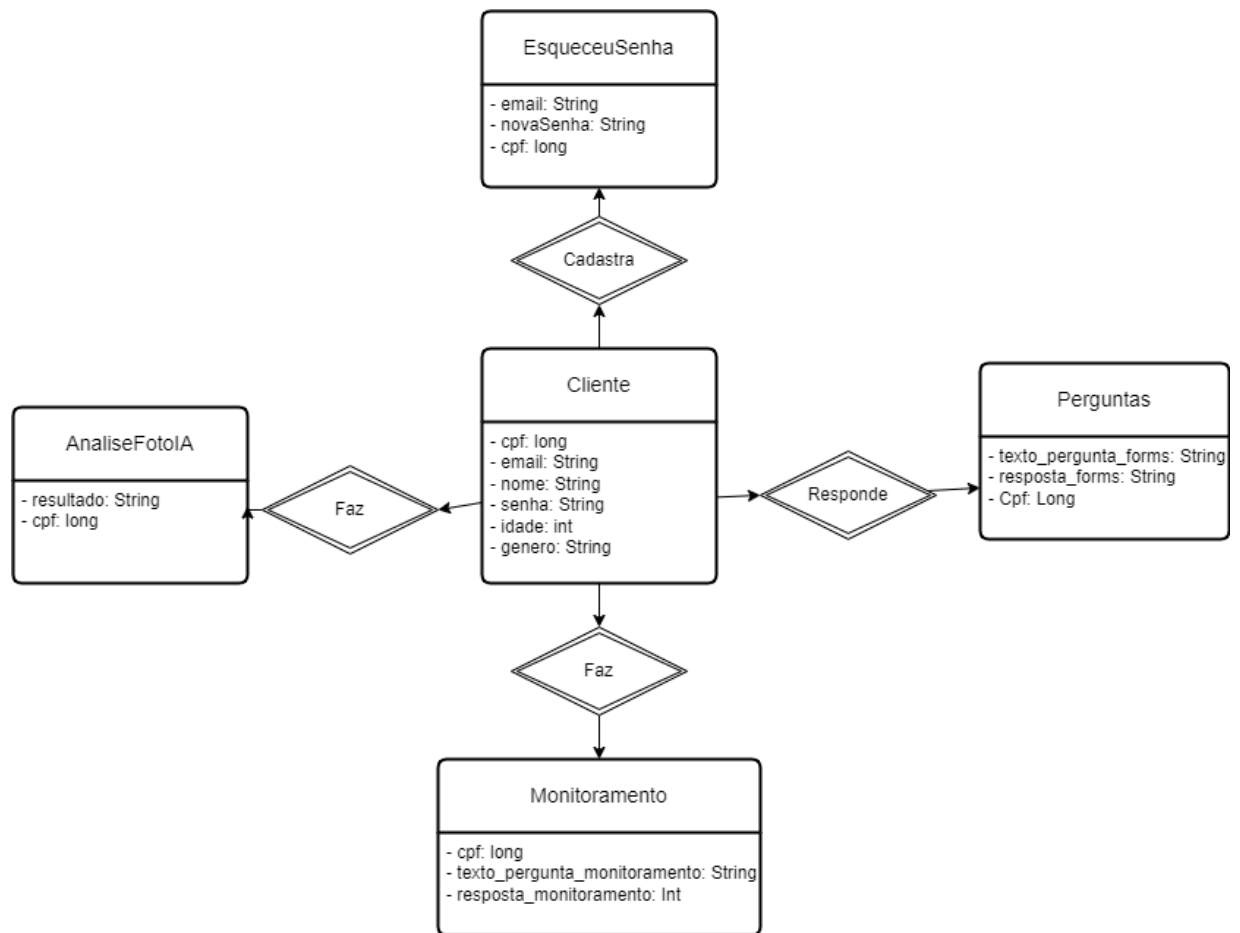 EsqueceuSenha
- email: String
- novaSenha: String
- cpf: long
Cadastra
Cliente
- cpf: long
- email: String
- nome: String
- senha: String
- idade: int
- genero: String
AnaliseFotoIA
- resultado: String
- cpf: long
Faz
Responde
Perguntas
- texto_pergunta_forms: String
- resposta_forms: String
- Cpf: Long
Faz
Monitoramento
- cpf: long
- texto_pergunta_monitoramento: String
- resposta_monitoramento: Int